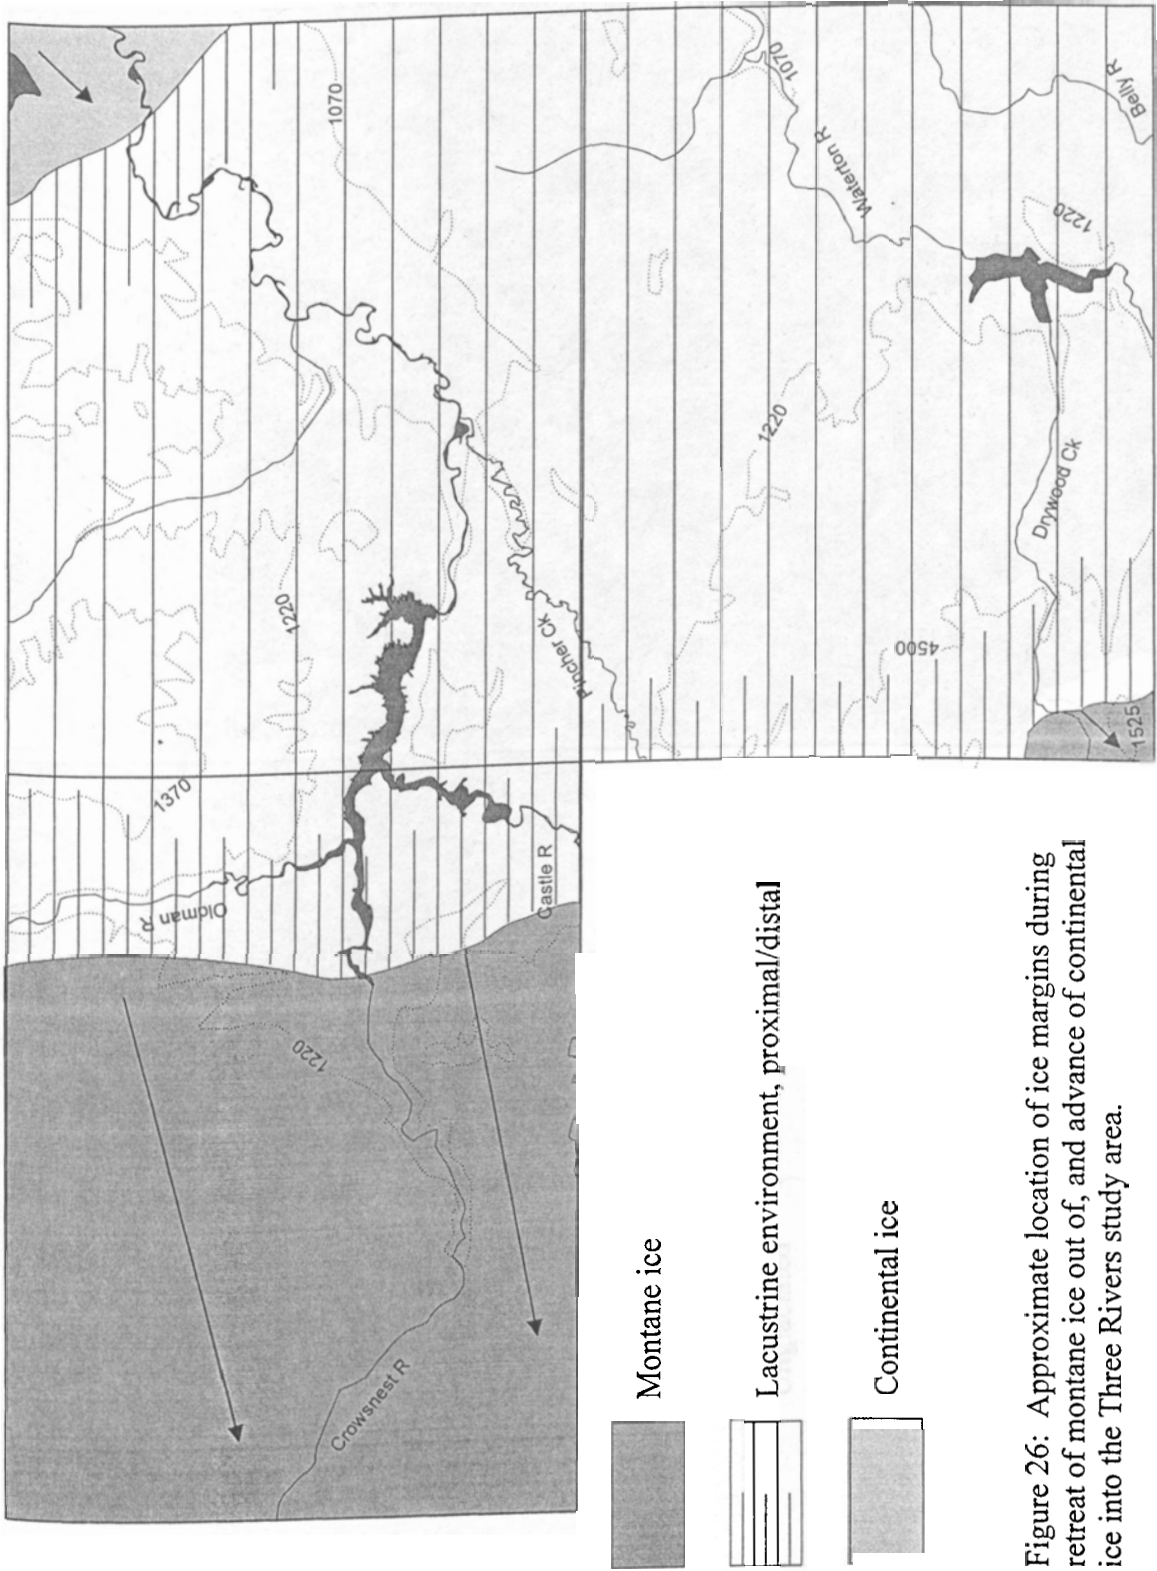 1070
1070
Belly R
Waterton R
1220
1220
Drywood Ck
4500
1525
1220
Pincher Ck
1370
Oldman R
Castle R
1220
Crowsnest R
Montane ice
Lacustrine environment, proximal/distal
Continental ice
Figure 26: Approximate location of ice margins during
retreat of montane ice out of, and advance of continental
ice into the Three Rivers study area.